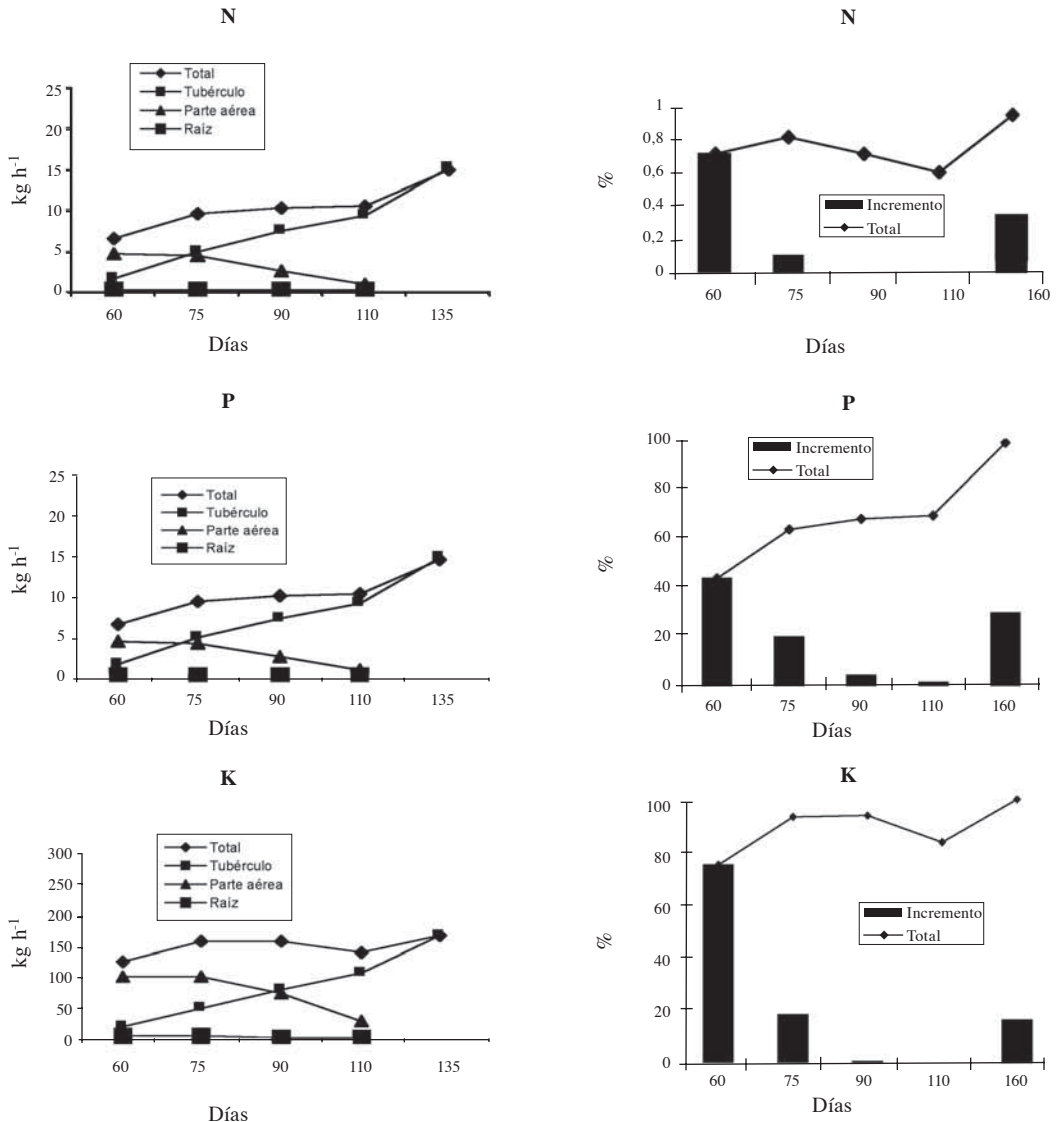 N
Total
Tubérculo
Parte aérea
Raíz
25
20
15
10
5
0
kg h-1
60 75 90 110 135
Días
N
1
0,8
0,6
0,4
0,2
0
%
Incremento
Total
60 75 90 110 160
Días
P
Total
Tubérculo
Parte aérea
Raíz
25
20
15
10
5
0
kg h-1
60 75 90 110 135
Días
P
100
80
60
40
20
0
%
Incremento
Total
60 75 90 110 160
Días
K
Total
Tubérculo
Parte aérea
Raíz
300
250
200
150
100
50
0
kg h-1
60 75 90 110 135
Días
K
100
80
60
40
20
0
%
Incremento
Total
60 75 90 110 160
Días